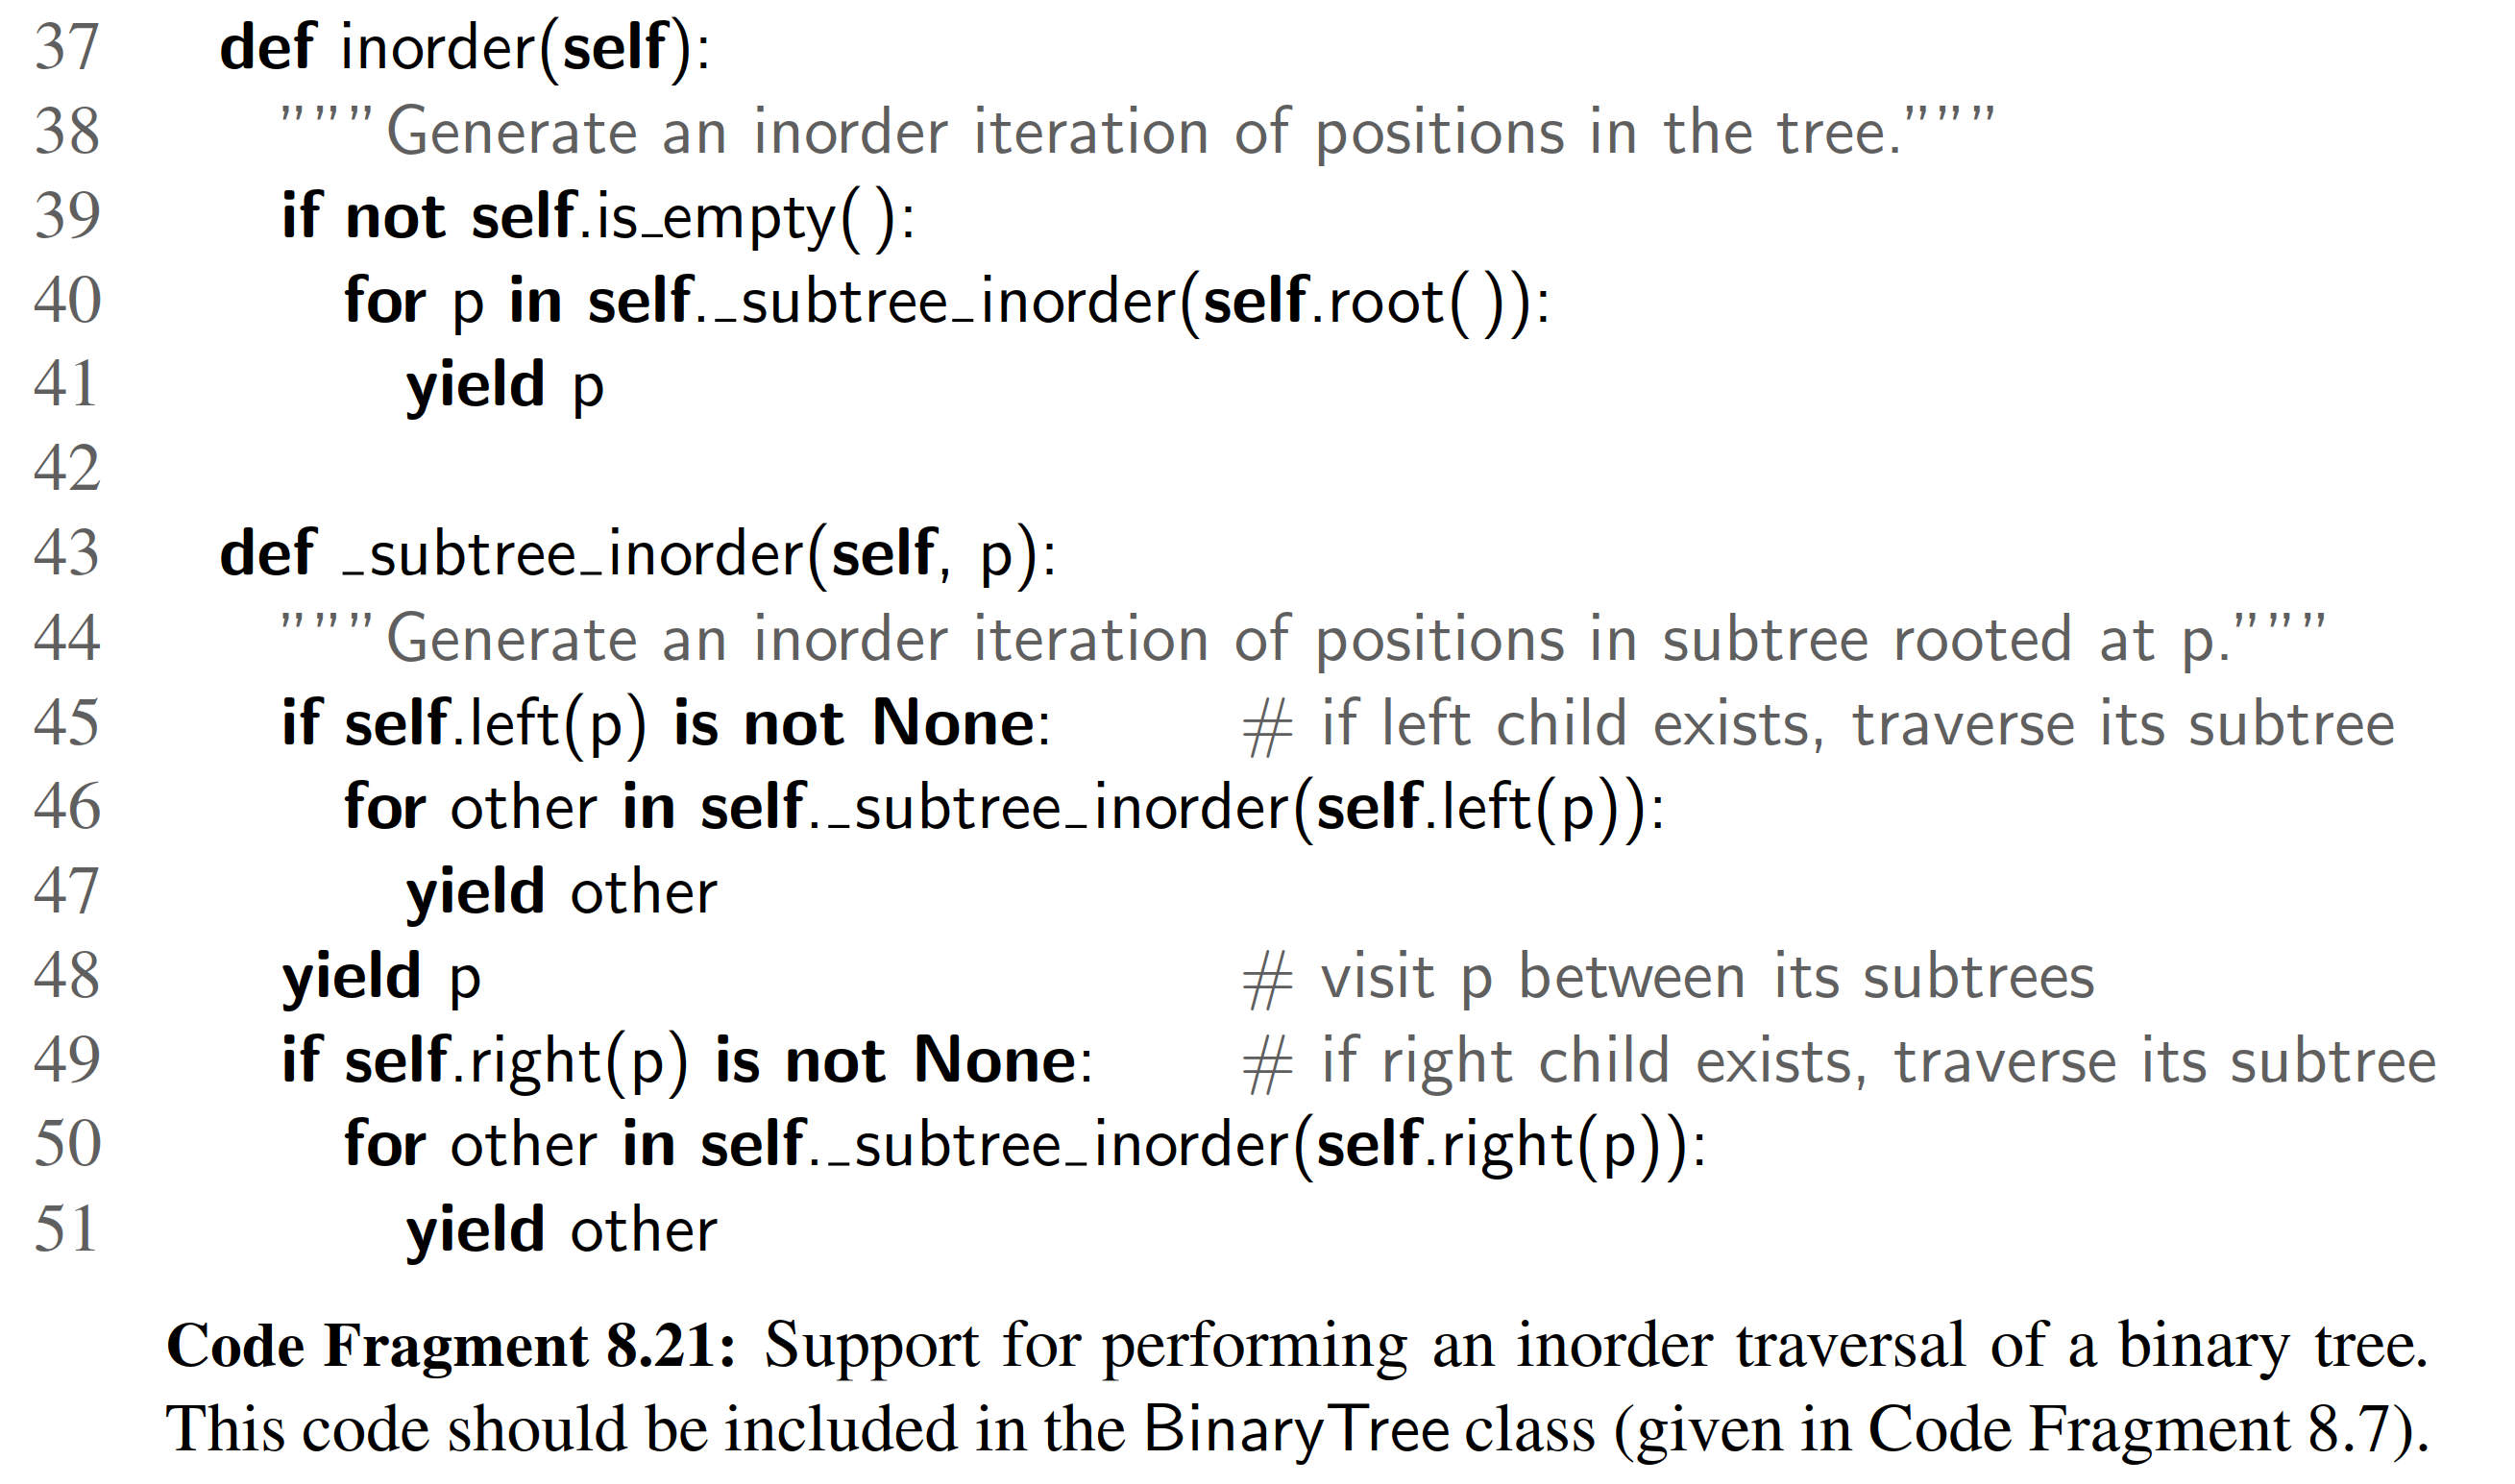 37 def inorder(self):
38 """Generate an inorder iteration of positions in the tree."""
39 if not self.is_empty():
40 for p in self._subtree_inorder(self.root()):
41 yield p
42
43 def _subtree_inorder(self, p):
44 """Generate an inorder iteration of positions in subtree rooted at p."""
45 if self.left(p) is not None: # if left child exists, traverse its subtree
46 for other in self._subtree_inorder(self.left(p)):
47 yield other
48 yield p # visit p between its subtrees
49 if self.right(p) is not None: # if right child exists, traverse its subtree
50 for other in self._subtree_inorder(self.right(p)):
51 yield other
Code Fragment 8.21: Support for performing an inorder traversal of a binary tree.
This code should be included in the BinaryTree class (given in Code Fragment 8.7).